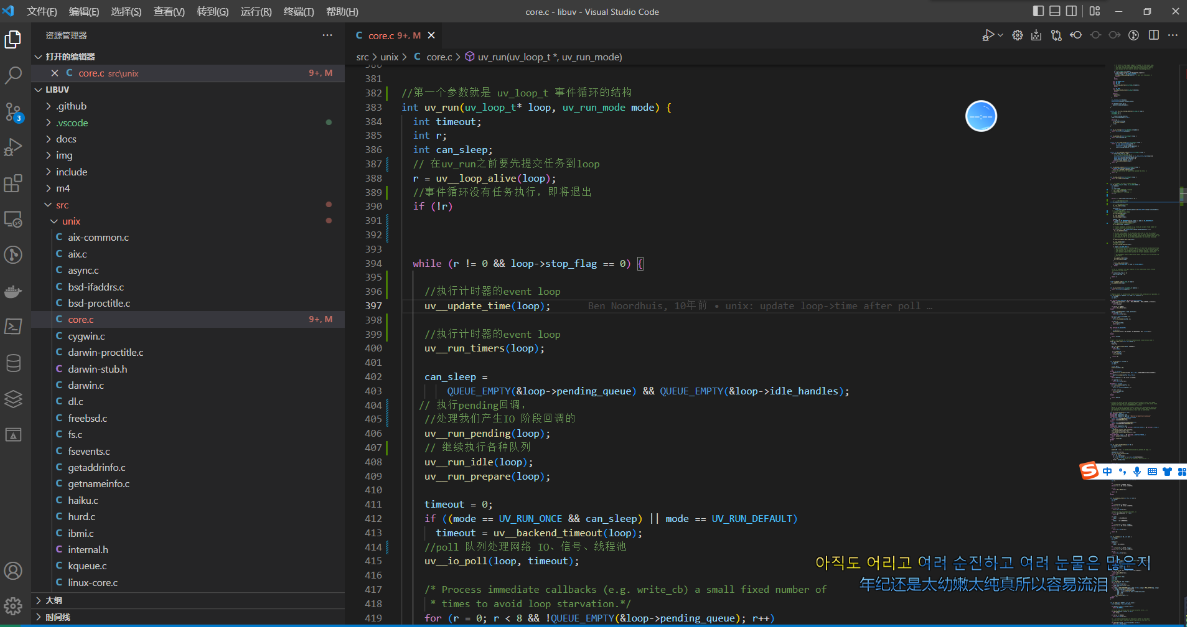 文件(F) 编辑(E) 选择(S) 查看(V) 转到(G) 运行(R) 终端(T) 帮助(H)
core.c - libuv - Visual Studio Code
资源管理器
打开的编辑器
core.c src\unix 9+, M
LIBUV
.github
.vscode
docs
img
include
m4
src
unix
aix-common.c
aix.c
async.c
bsd-ifaddrs.c
bsd-proctitle.c
core.c 9+, M
cygwin.c
darwin-proctitle.c
darwin-stub.h
darwin.c
dl.c
freebsd.c
fs.c
fsevents.c
getaddrinfo.c
getnameinfo.c
haiku.c
hurd.c
ibmi.c
internal.h
kqueue.c
linux-core.c
大纲
时间线
3
core.c 9+, M
src > unix > core.c > uv_run(uv_loop_t *, uv_run_mode)
381
382 //第一个参数就是 uv_loop_t 事件循环的结构
383 int uv_run(uv_loop_t* loop, uv_run_mode mode) {
384 int timeout;
385 int r;
386 int can_sleep;
387 // 在uv_run之前要先提交任务到loop
388 r = uv__loop_alive(loop);
389 //事件循环没有任务执行，即将退出
390 if (!r)
391
392
393
394 while (r != 0 && loop->stop_flag == 0) {
395
396 //执行计时器的event loop
397 uv__update_time(loop); Ben Noordhuis, 10年前 • unix: update loop->time after poll …
398
399 //执行计时器的event loop
400 uv__run_timers(loop);
401
402 can_sleep =
403 QUEUE_EMPTY(&loop->pending_queue) && QUEUE_EMPTY(&loop->idle_handles);
404 // 执行pending回调，
405 //处理我们产生IO 阶段回调的
406 uv__run_pending(loop);
407 // 继续执行各种队列
408 uv__run_idle(loop);
409 uv__run_prepare(loop);
410
411 timeout = 0;
412 if ((mode == UV_RUN_ONCE && can_sleep) || mode == UV_RUN_DEFAULT)
413 timeout = uv__backend_timeout(loop);
414 //poll 队列处理网络 IO、信号、线程池
415 uv__io_poll(loop, timeout);
416
417 /* Process immediate callbacks (e.g. write_cb) a small fixed number of
418 * times to avoid loop starvation.*/
419 for (r = 0; r < 8 && !QUEUE_EMPTY(&loop->pending_queue); r++)
S 中
아직도 어리고 여려 순진하고 여려 눈물은 많은지
年纪还是太幼嫩太纯真所以容易流泪